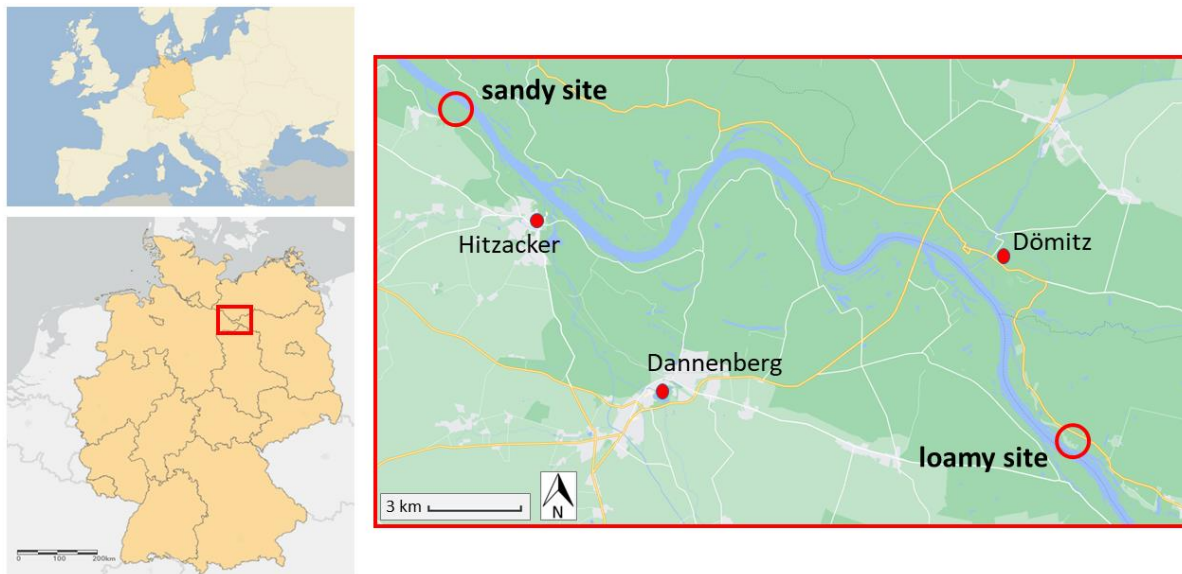 sandy site
Hitzacker
Dömitz
Dannenberg
loamy site
3 km
N
0 100 200km